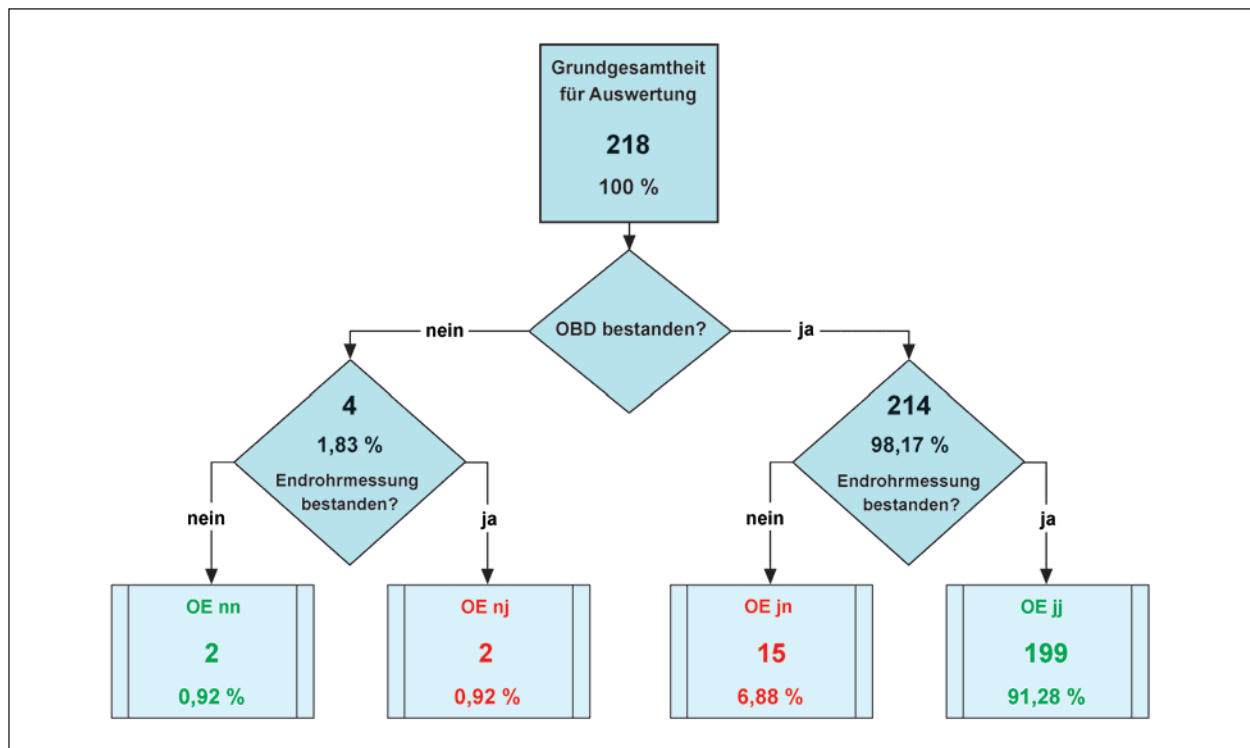 Grundgesamtheit
für Auswertung
218
100 %
OBD bestanden?
nein
ja
4
1,83 %
Endrohrmessung
bestanden?
nein
ja
214
98,17 %
Endrohrmessung
bestanden?
nein
ja
OE nn
2
0,92 %
OE nj
2
0,92 %
OE jn
15
6,88 %
OE jj
199
91,28 %